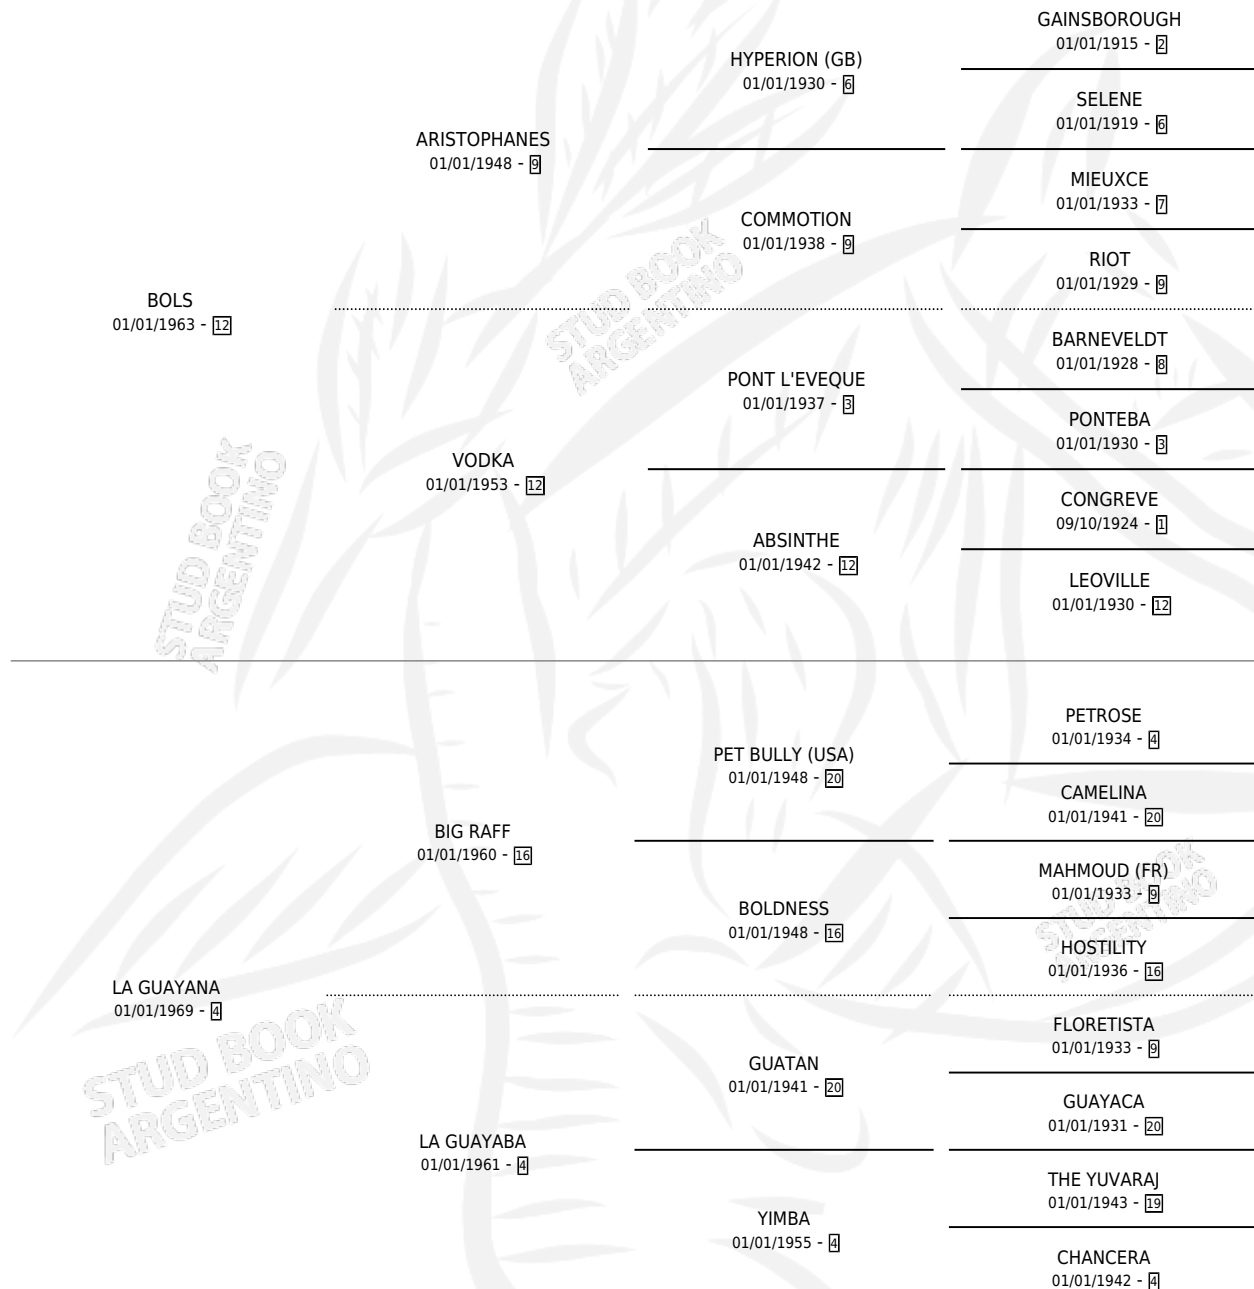 GAINSBOROUGH
01/01/1915 - 2
HYPERION (GB)
01/01/1930 - 6
SELENE
01/01/1919 - 6
ARISTOPHANES
01/01/1948 - 9
MIEUXCE
01/01/1933 - 7
COMMOTION
01/01/1938 - 9
RIOT
01/01/1929 - 9
BOLS
01/01/1963 - 12
BARNEVELDT
01/01/1928 - 8
PONT L'EVEQUE
01/01/1937 - 3
PONTEBA
01/01/1930 - 3
VODKA
01/01/1953 - 12
CONGREVE
09/10/1924 - 1
ABSINTHE
01/01/1942 - 12
LEOVILLE
01/01/1930 - 12
PETROSE
01/01/1934 - 4
PET BULLY (USA)
01/01/1948 - 20
CAMELINA
01/01/1941 - 20
BIG RAFF
01/01/1960 - 16
MAHMOUD (FR)
01/01/1933 - 9
BOLDNESS
01/01/1948 - 16
HOSTILITY
01/01/1936 - 16
LA GUAYANA
01/01/1969 - 4
FLORETISTA
01/01/1933 - 9
GUATAN
01/01/1941 - 20
GUAYACA
01/01/1931 - 20
LA GUAYABA
01/01/1961 - 4
THE YUVARAJ
01/01/1943 - 19
YIMBA
01/01/1955 - 4
CHANCERA
01/01/1942 - 4
STUD BOOK
ARGENTINO
STUD BOOK
ARGENTINO
STUD BOOK
ARGENTINO
STUD BOOK
ARGENTINO